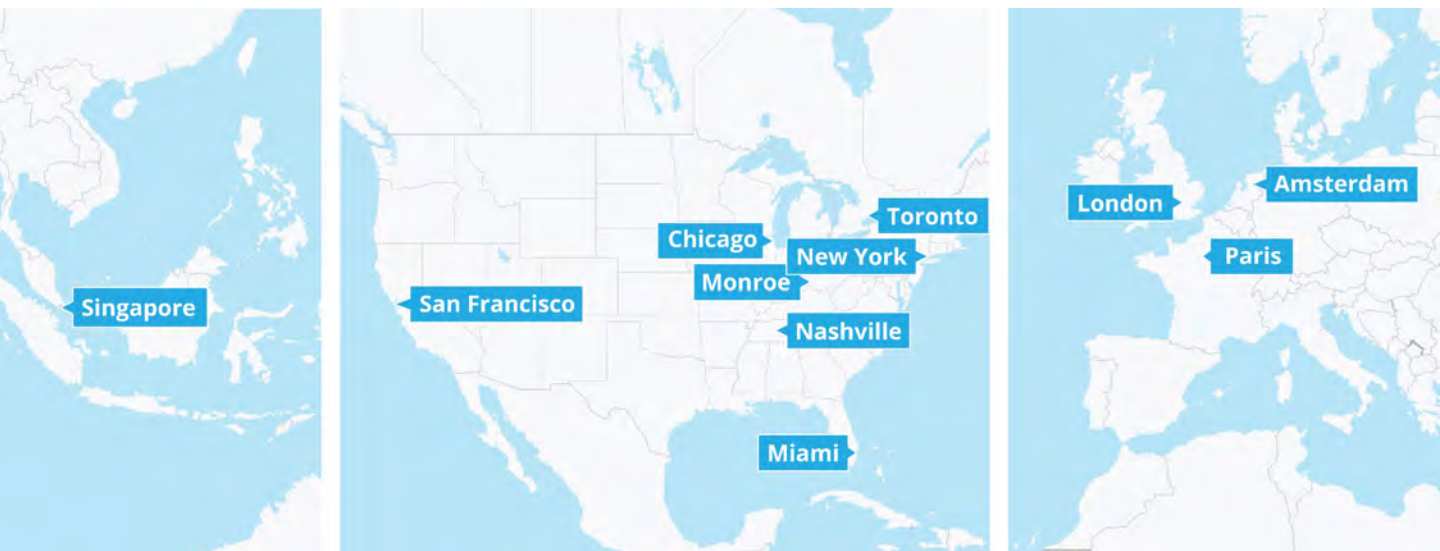 Singapore
Toronto
Chicago
New York
Monroe
San Francisco
Nashville
Miami
Amsterdam
London
Paris